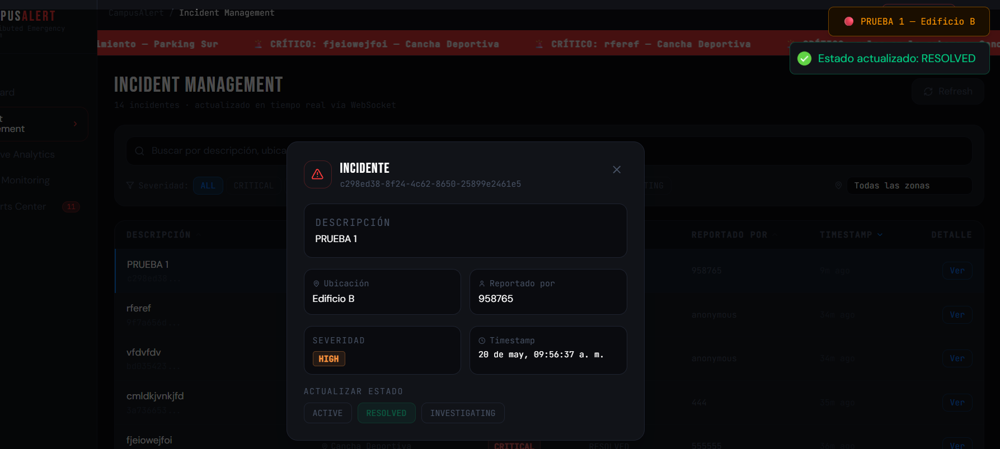 PUSALERT
ibuted Emergency
CampusAlert / Incident Management
PRUEBA 1 — Edificio B
imiento — Parking Sur CRÍTICO: fjeiowejfoi — Cancha Deportiva CRÍTICO: rferef — Cancha Deportiva
Estado actualizado: RESOLVED
INCIDENT MANAGEMENT
14 incidentes · actualizado en tiempo real vía WebSocket
Refresh
ard
t
ement
ve Analytics
Monitoring
rts Center 11
Buscar por descripción, ubica
Severidad: ALL CRITICAL
TING
Todas las zonas
INCIDENTE
c298ed38-8f24-4c62-8650-25899e2461e5
DESCRIPCIÓN
PRUEBA 1
Ubicación
Edificio B
Reportado por
958765
SEVERIDAD
HIGH
Timestamp
20 de may, 09:56:37 a. m.
ACTUALIZAR ESTADO
ACTIVE RESOLVED INVESTIGATING
DESCRIPCIÓN REPORTADO POR TIMESTAMP DETALLE
PRUEBA 1
c298ed38...
958765 9m ago Ver
rferef
9f7a656d...
anonymous 34m ago Ver
vfdvfdv
bd035423...
anonymous 34m ago Ver
cmldkjvnkjfd
3a736653...
444 35m ago Ver
fjeiowejfoi
Cancha Deportiva CRITICAL RESOLVED 555555 Ver